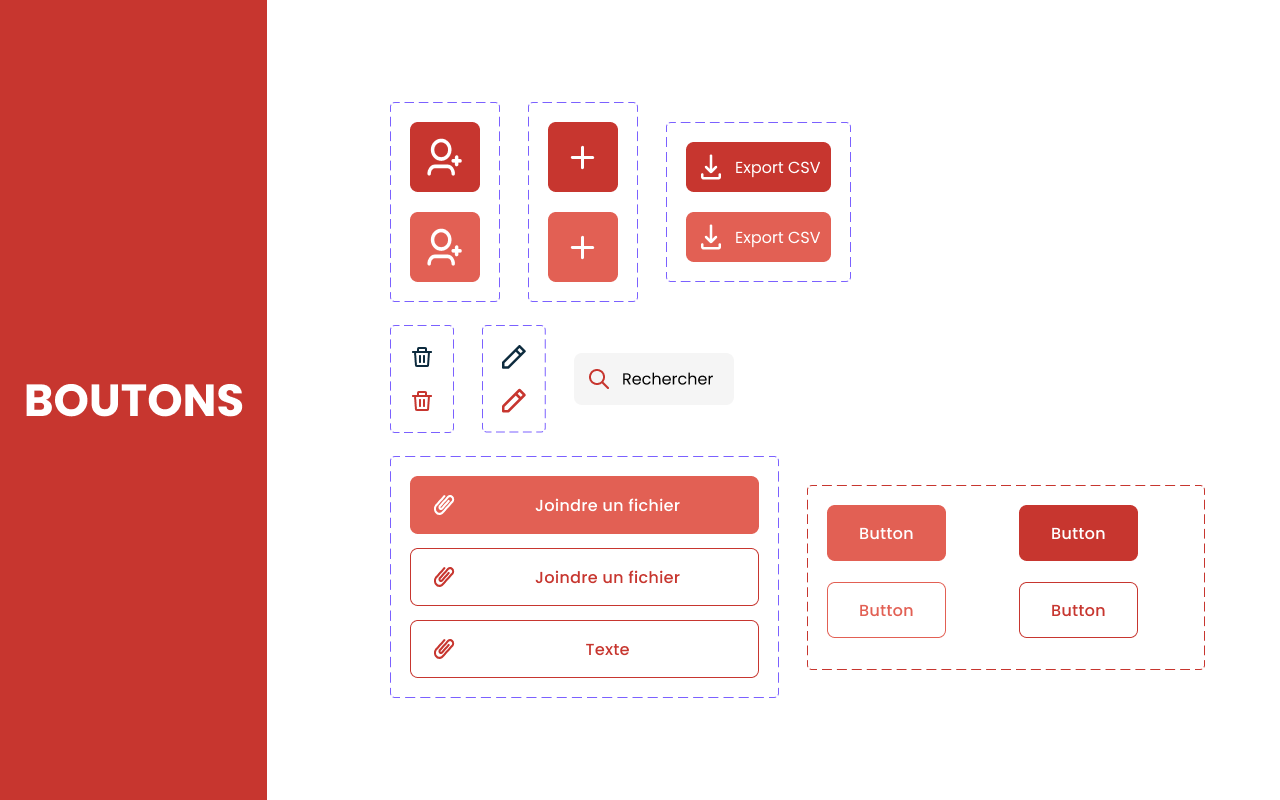 BOUTONS
Export CSV
Export CSV
Rechercher
Joindre un fichier
Joindre un fichier
Texte
Button
Button
Button
Button